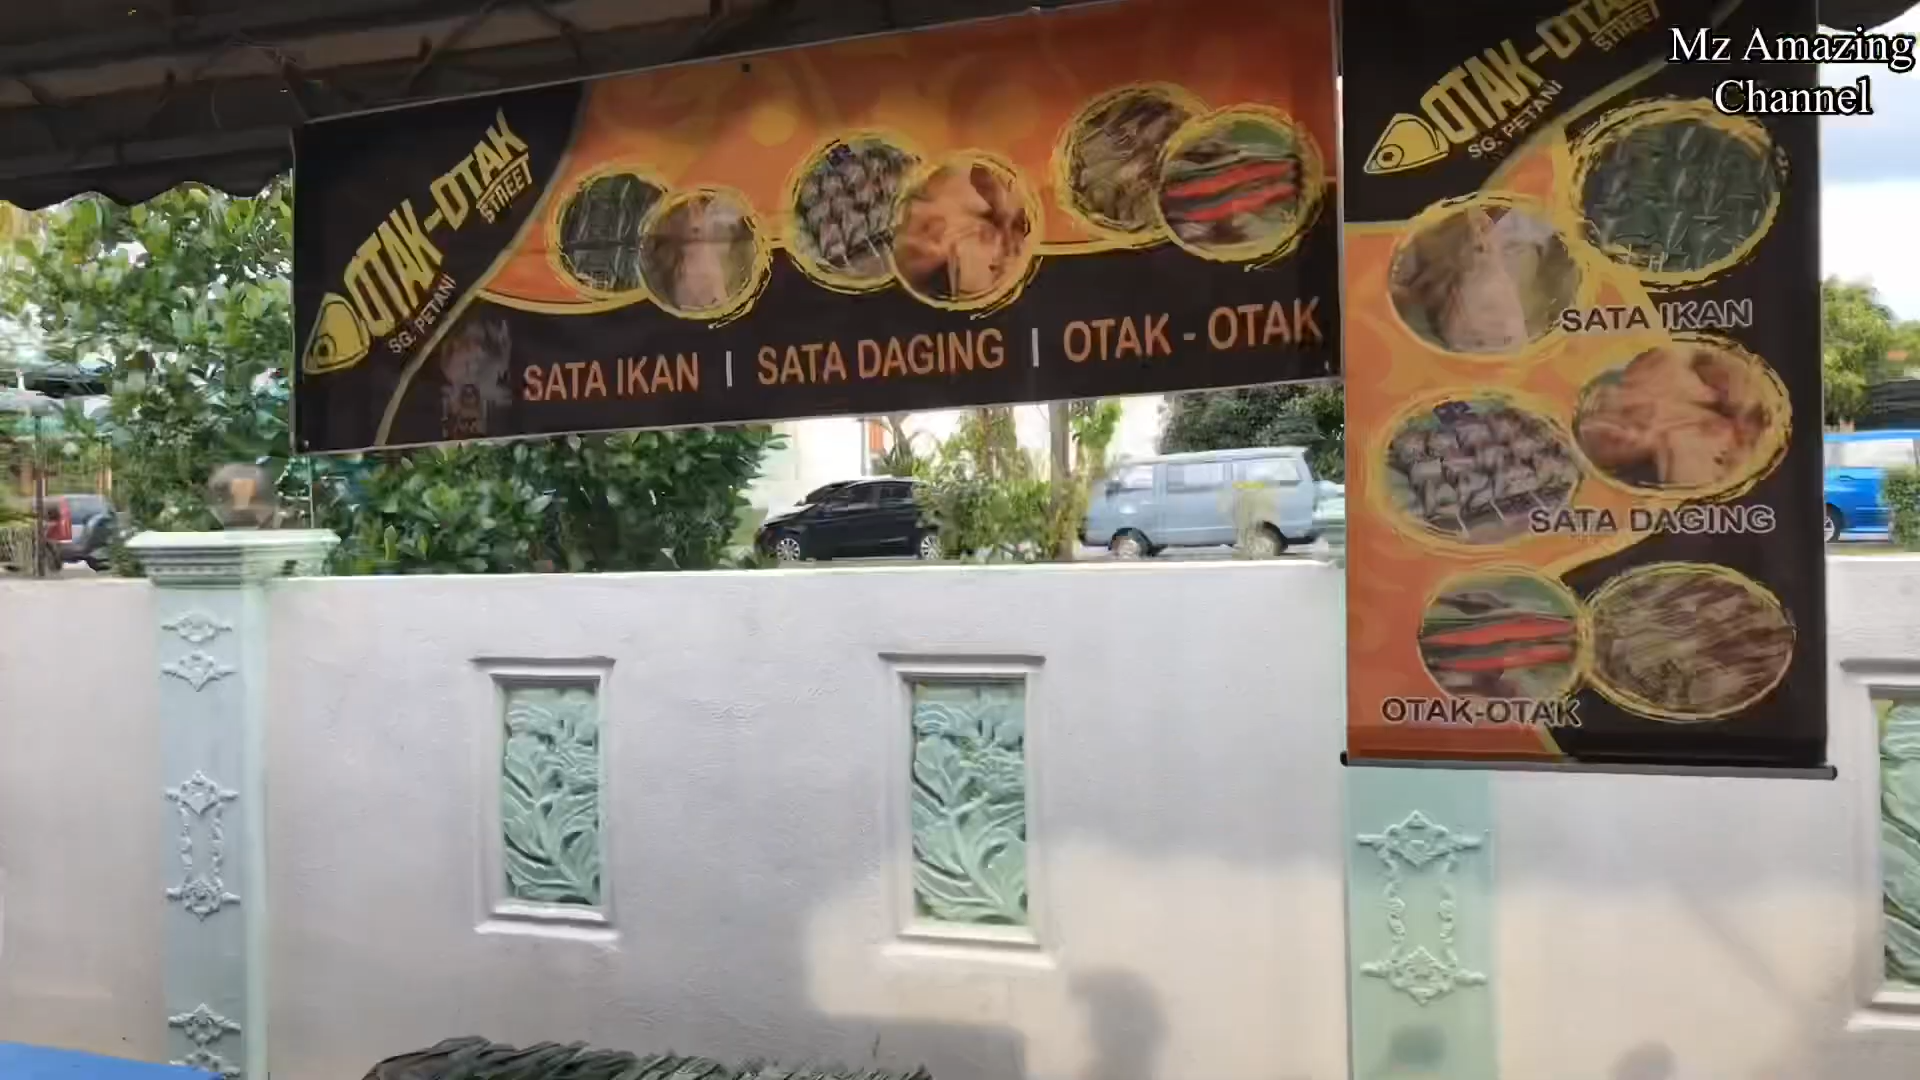 OTAK-OTAK
STREET
SG. PETANI
SATA IKAN | SATA DAGING | OTAK - OTAK
OTAK-OTAK
STREET
SG. PETANI
SATA IKAN
SATA DAGING
OTAK-OTAK
Mz Amazing
Channel